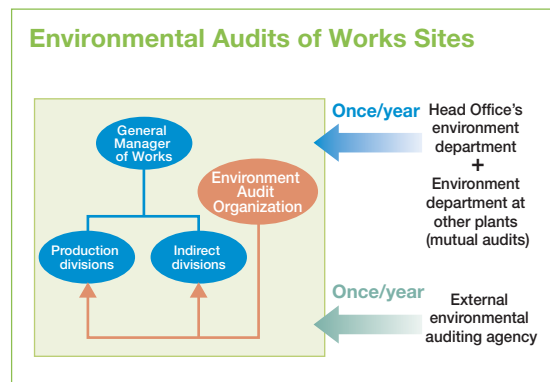 Environmental Audits of Works Sites
General
Manager
of Works
Environment
Audit
Organization
Production
divisions
Indirect
divisions
Once/year
Head Office's
environment
department
+
Environment
department at
other plants
(mutual audits)
Once/year
External
environmental
auditing agency